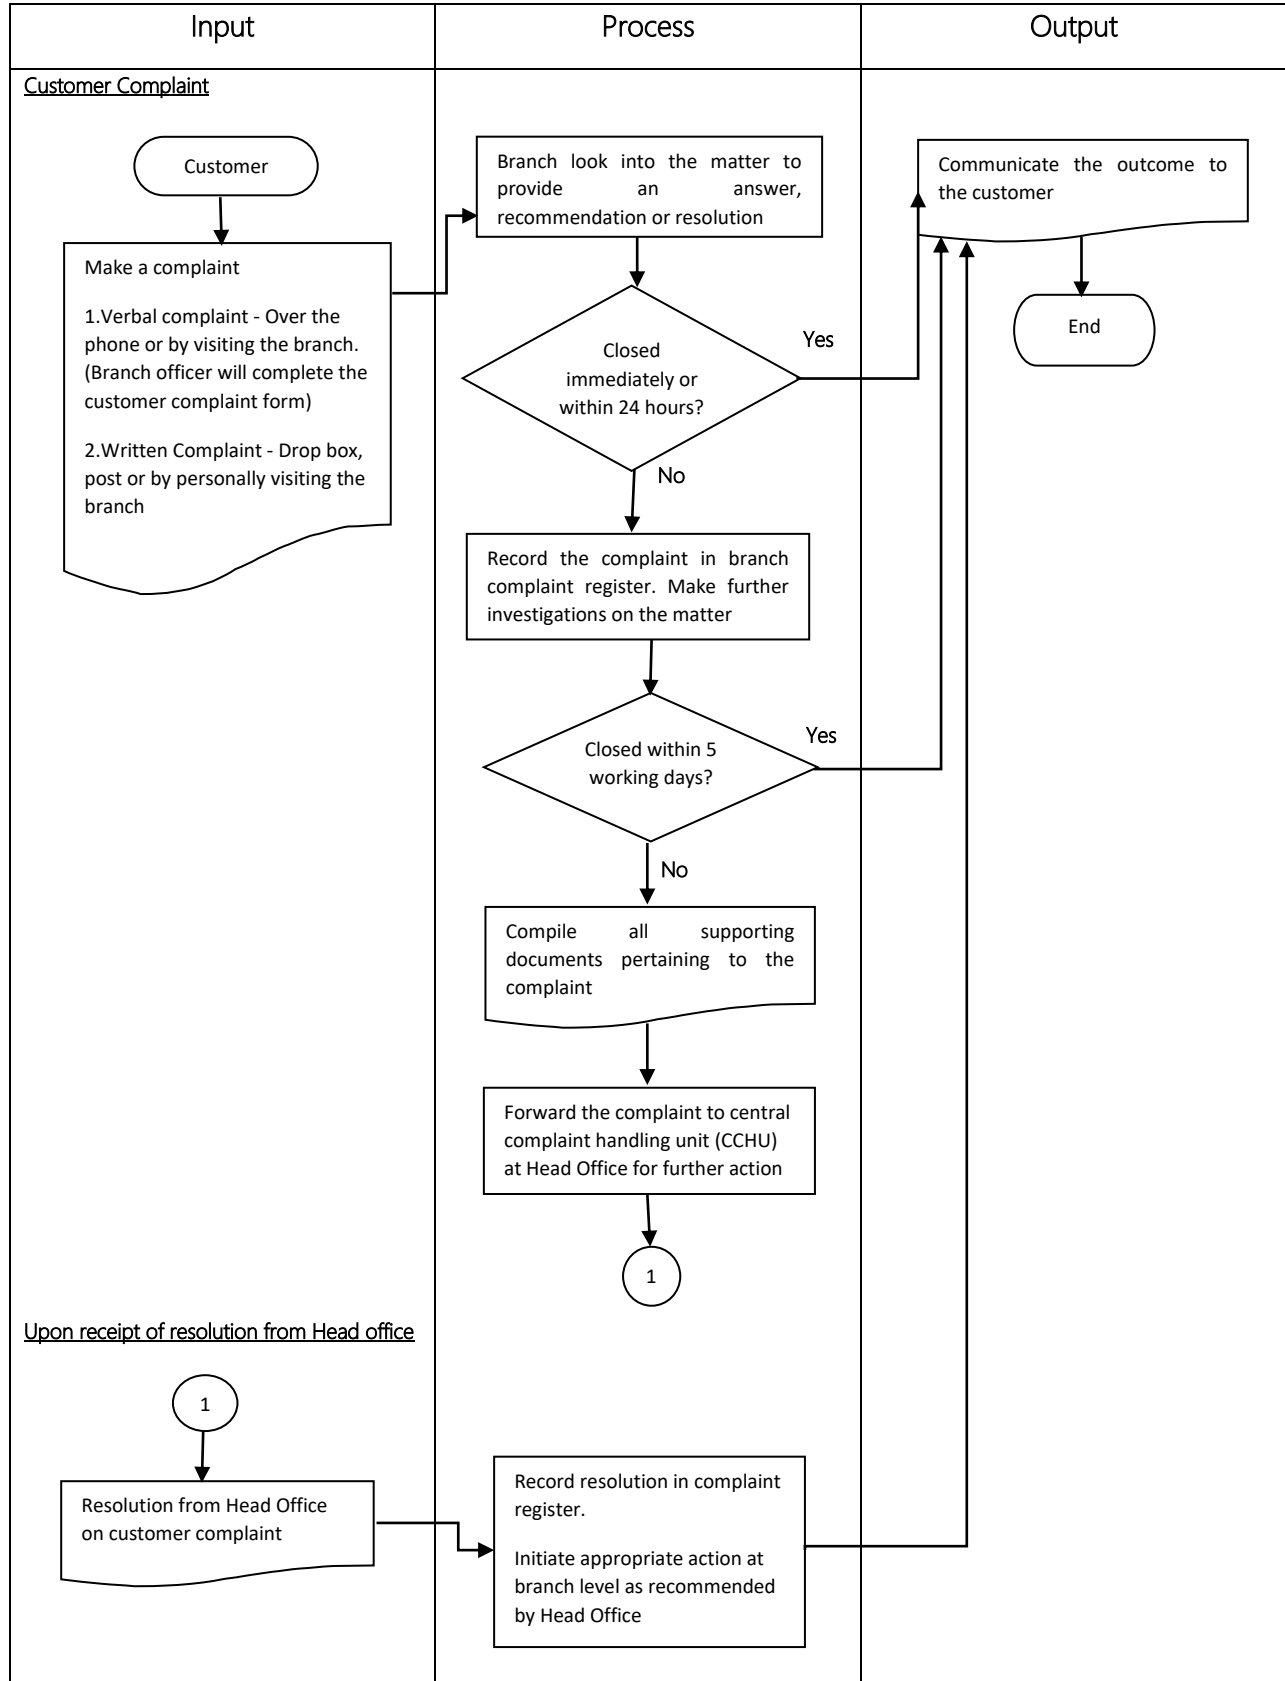 Input
Process
Output
Customer Complaint
Customer
Make a complaint
1.Verbal complaint - Over the
phone or by visiting the branch.
(Branch officer will complete the
customer complaint form)
2.Written Complaint - Drop box,
post or by personally visiting the
branch
Branch look into the matter to
provide an answer,
recommendation or resolution
Closed
immediately or
within 24 hours?
Yes
No
Record the complaint in branch
complaint register. Make further
investigations on the matter
Closed within 5
working days?
Yes
No
Compile all supporting
documents pertaining to the
complaint
Forward the complaint to central
complaint handling unit (CCHU)
at Head Office for further action
1
Communicate the outcome to
the customer
End
Upon receipt of resolution from Head office
1
Resolution from Head Office
on customer complaint
Record resolution in complaint
register.
Initiate appropriate action at
branch level as recommended
by Head Office